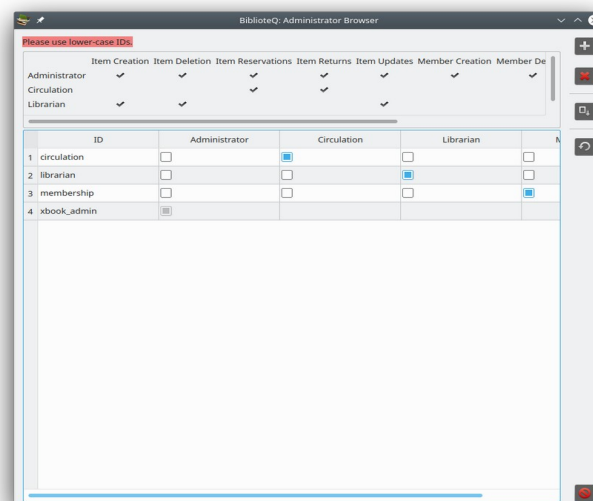 BiblioteQ: Administrator Browser
Please use lower-case IDs.
Item Creation Item Deletion Item Reservations Item Returns Item Updates Member Creation Member De
Administrator
Circulation
Librarian
ID Administrator Circulation Librarian
1 circulation
2 librarian
3 membership
4 xbook_admin